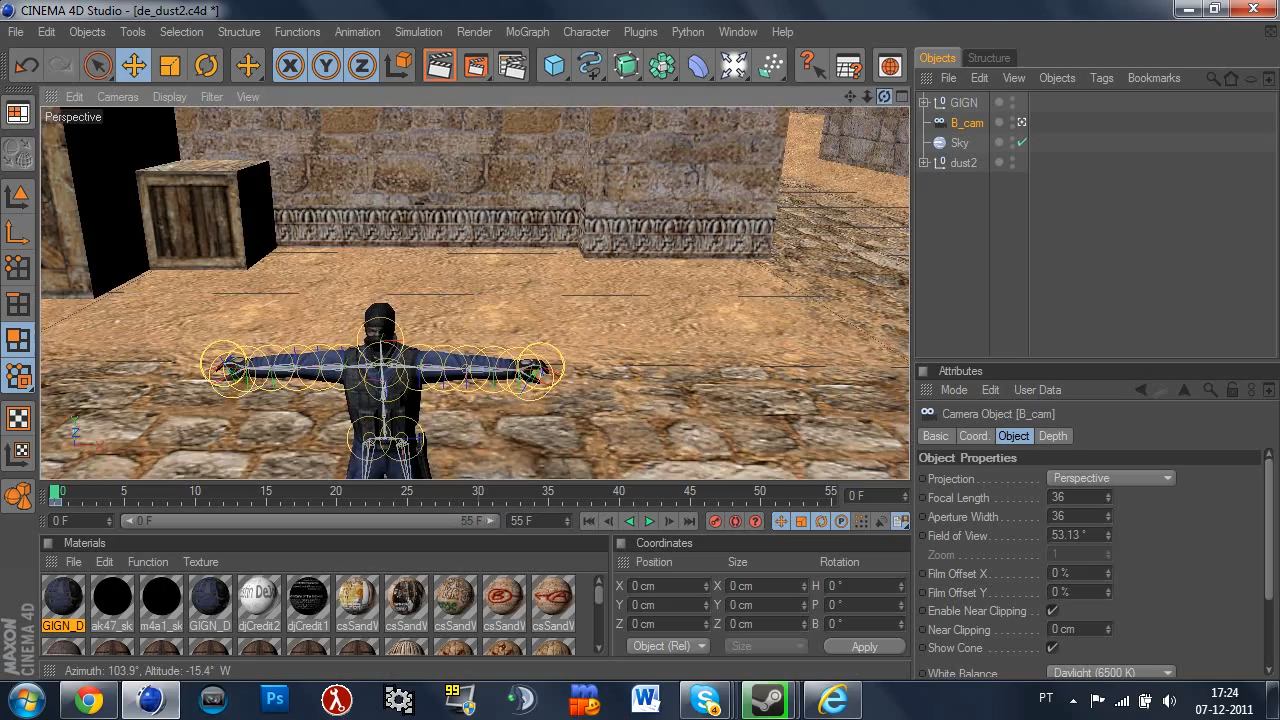 CINEMA 4D Studio - [de_dust2.c4d *]
File Edit Objects Tools Selection Structure Functions Animation Simulation Render MoGraph Character Plugins Python Window Help
Objects Structure
File Edit View Objects Tags Bookmarks
Edit Cameras Display Filter View
Perspective
GIGN
B_cam
Sky
dust2
Attributes
Mode Edit User Data
Camera Object [B_cam]
Basic Coord. Object Depth
Object Properties
Projection Perspective
Focal Length 36
Aperture Width 36
Field of View 53.13 °
Zoom 1
Film Offset X 0 %
Film Offset Y 0 %
Enable Near Clipping
Near Clipping 0 cm
Show Cone
White Balance Daylight (6500 K)
0 5 10 15 20 25 30 35 40 45 50 55 0 F
0 F 0 F 55 F 55 F
Materials
File Edit Function Texture
GIGN_D ak47_sk m4a1_sk GIGN_D djCredit2 djCredit1 csSandV csSandV csSandV csSandV csSandV
Coordinates
Position Size Rotation
X 0 cm X 0 cm H 0 °
Y 0 cm Y 0 cm P 0 °
Z 0 cm Z 0 cm B 0 °
Object (Rel) Size Apply
MAXON
CINEMA 4D
Azimuth: 103.9°, Altitude: -15.4° W
Ps
99
W
4
PT
17:24
07-12-2011